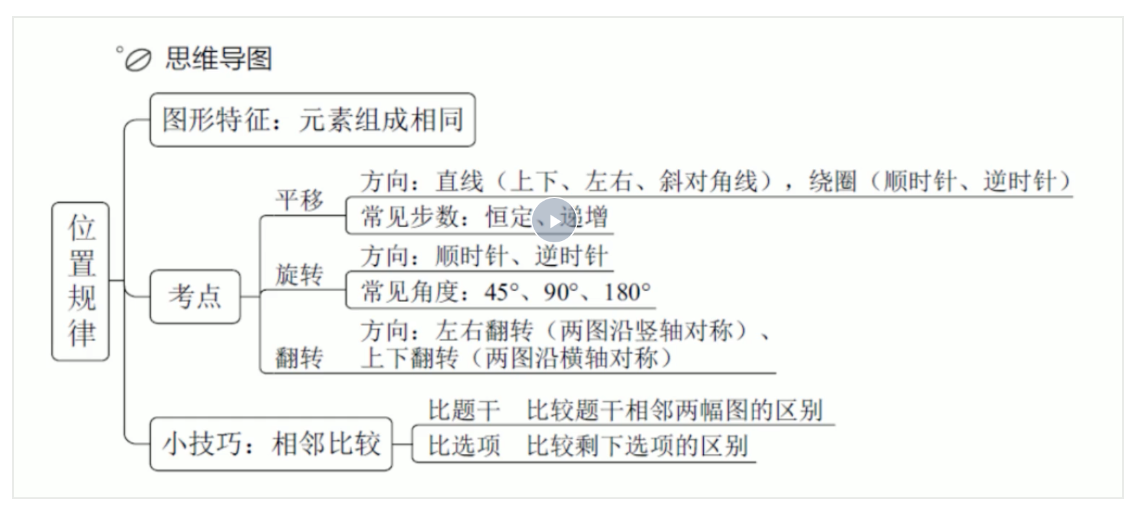 思维导图
图形特征：元素组成相同
位置规律
考点
平移
方向：直线（上下、左右、斜对角线），绕圈（顺时针、逆时针）
常见步数：恒定、递增
旋转
方向：顺时针、逆时针
常见角度：45°、90°、180°
翻转
方向：左右翻转（两图沿竖轴对称）、
上下翻转（两图沿横轴对称）
小技巧：相邻比较
比题干 比较题干相邻两幅图的区别
比选项 比较剩下选项的区别